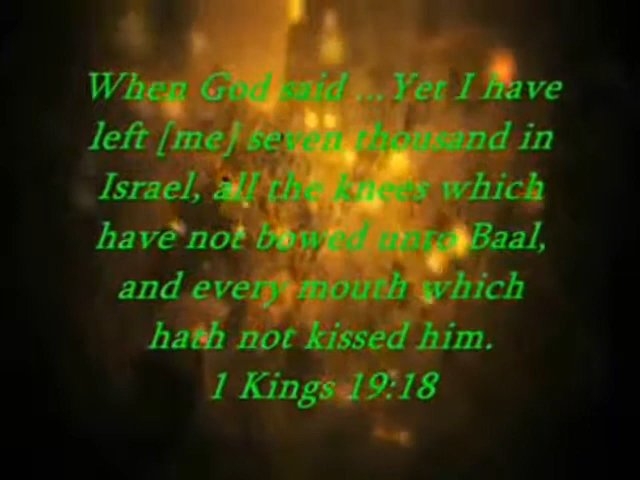 When God said ...Yet I have
left [me] seven thousand in
Israel, all the knees which
have not bowed unto Baal,
and every mouth which
hath not kissed him.
1 Kings 19:18